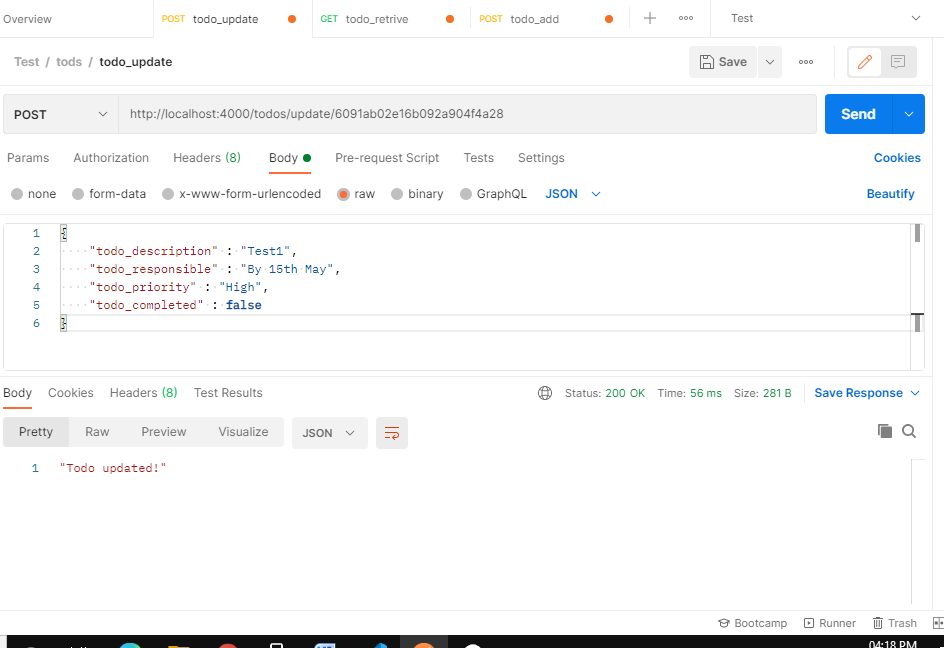 Overview POST todo_update GET todo_retrive POST todo_add Test
Test / tods / todo_update Save
POST http://localhost:4000/todos/update/6091ab02e16b092a904f4a28 Send
Params Authorization Headers (8) Body Pre-request Script Tests Settings Cookies
none form-data x-www-form-urlencoded raw binary GraphQL JSON Beautify
1 {
2 "todo_description" : "Test1",
3 "todo_responsible" : "By 15th May",
4 "todo_priority" : "High",
5 "todo_completed" : false
6 }
Body Cookies Headers (8) Test Results Status: 200 OK Time: 56 ms Size: 281 B Save Response
Pretty Raw Preview Visualize JSON
1 "Todo updated!"
Bootcamp Runner Trash
04:18 PM